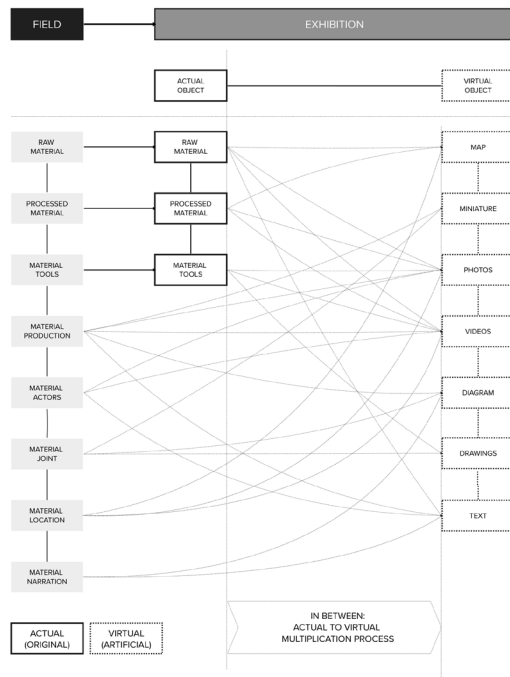 FIELD
EXHIBITION
ACTUAL
OBJECT
VIRTUAL
OBJECT
RAW
MATERIAL
RAW
MATERIAL
MAP
PROCESSED
MATERIAL
PROCESSED
MATERIAL
MINIATURE
MATERIAL
TOOLS
MATERIAL
TOOLS
PHOTOS
MATERIAL
PRODUCTION
VIDEOS
MATERIAL
ACTORS
DIAGRAM
MATERIAL
JOINT
DRAWINGS
MATERIAL
LOCATION
TEXT
MATERIAL
NARRATION
ACTUAL
(ORIGINAL)
VIRTUAL
(ARTIFICIAL)
IN BETWEEN:
ACTUAL TO VIRTUAL
MULTIPLICATION PROCESS